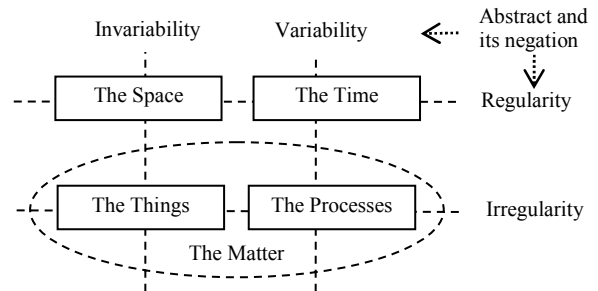 Invariability
Variability
Abstract and
its negation
The Space
The Time
Regularity
The Things
The Processes
Irregularity
The Matter